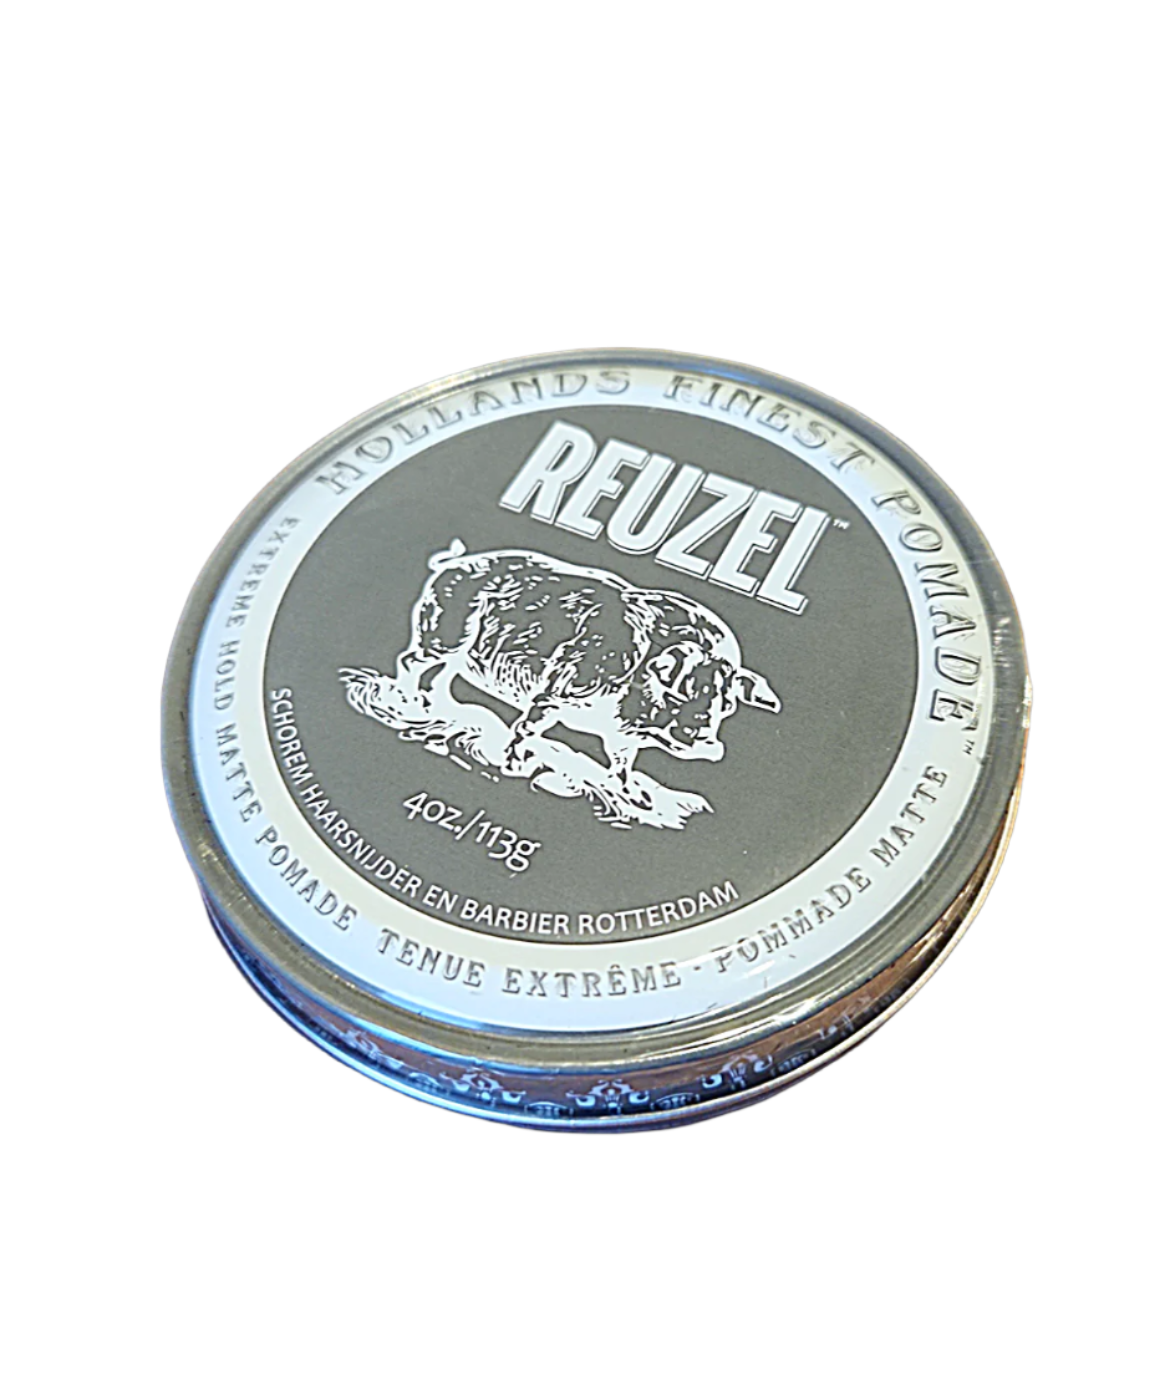 HOLLANDS FINEST POMADE™
REUZEL™
4oz./113g
SCHOREM HAARSNIJDER EN BARBIER ROTTERDAM
EXTREME HOLD MATTE POMADE
TENUE EXTRÊME · POMMADE MATTE